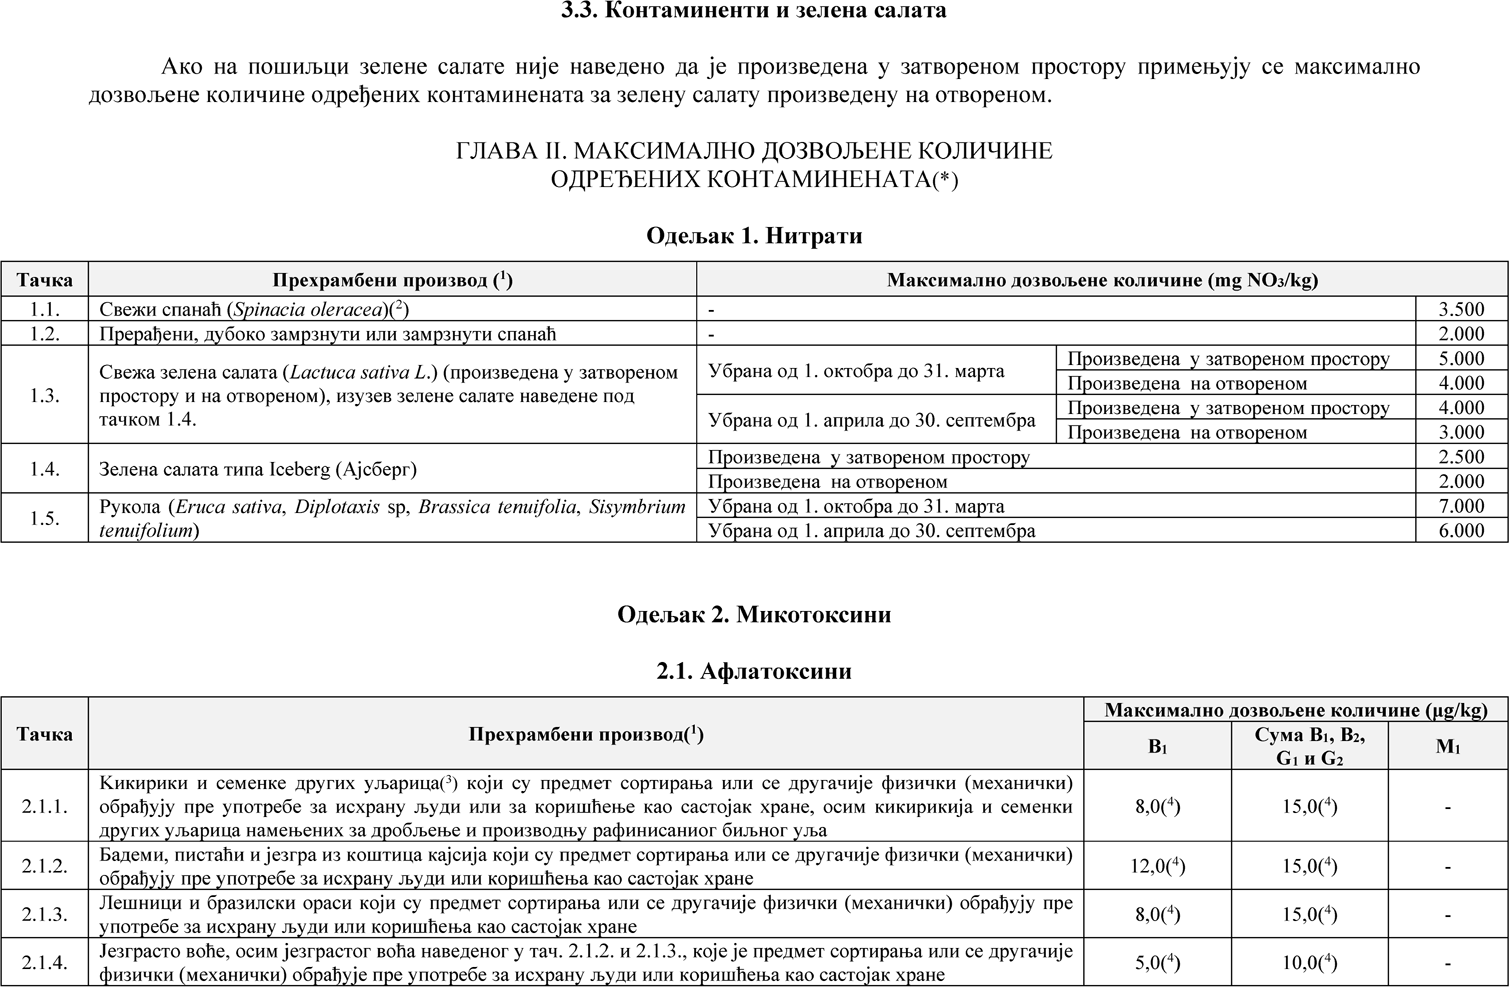 3.3. Контаминенти и зелена салата
Ако на пошиљци зелене салате није наведено да је произведена у затвореном простору примењују се максимално
дозвољене количине одређених контаминената за зелену салату произведену на отвореном.
ГЛАВА II. МАКСИМАЛНО ДОЗВОЉЕНЕ КОЛИЧИНЕ
ОДРЕЂЕНИХ КОНТАМИНЕНАТА(*)
Одељак 1. Нитрати
Тачка Прехрамбени производ (¹) Максимално дозвољене количине (mg NO₃/kg)
1.1. Свежи спанаћ (Spinacia oleracea)(²) - 3.500
1.2. Прерађени, дубоко замрзнути или замрзнути спанаћ - 2.000
1.3. Свежа зелена салата (Lactuca sativa L.) (произведена у затвореном
простору и на отвореном), изузев зелене салате наведене под
тачком 1.4.
Убрана од 1. октобра до 31. марта
Произведена у затвореном простору 5.000
Произведена на отвореном 4.000
Убрана од 1. априла до 30. септембра
Произведена у затвореном простору 4.000
Произведена на отвореном 3.000
1.4. Зелена салата типа Iceberg (Ајсберг)
Произведена у затвореном простору 2.500
Произведена на отвореном 2.000
1.5. Рукола (Eruca sativa, Diplotaxis sp, Brassica tenuifolia, Sisymbrium
tenuifolium)
Убрана од 1. октобра до 31. марта 7.000
Убрана од 1. априла до 30. септембра 6.000
Одељак 2. Микотоксини
2.1. Афлатоксини
Тачка Прехрамбени производ(¹) Максимално дозвољене количине (µg/kg)
B₁ Сума B₁, B₂,
G₁ и G₂ M₁
2.1.1. Кикирики и семенке других уљарица(³) који су предмет сортирања или се другачије физички (механички)
обрађују пре употребе за исхрану људи или за коришћење као састојак хране, осим кикирикија и семенки
других уљарица намењених за дробљење и производњу рафинисаниог биљног уља
8,0(⁴) 15,0(⁴) -
2.1.2. Бадеми, пистаћи и језгра из коштица кајсија који су предмет сортирања или се другачије физички (механички)
обрађују пре употребе за исхрану људи или коришћења као састојак хране
12,0(⁴) 15,0(⁴) -
2.1.3. Лешници и бразилски ораси који су предмет сортирања или се другачије физички (механички) обрађују пре
употребе за исхрану људи или коришћења као састојак хране
8,0(⁴) 15,0(⁴) -
2.1.4. Језграсто воће, осим језграстог воћа наведеног у тач. 2.1.2. и 2.1.3., које је предмет сортирања или се другачије
физички (механички) обрађује пре употребе за исхрану људи или коришћења као састојак хране
5,0(⁴) 10,0(⁴) -